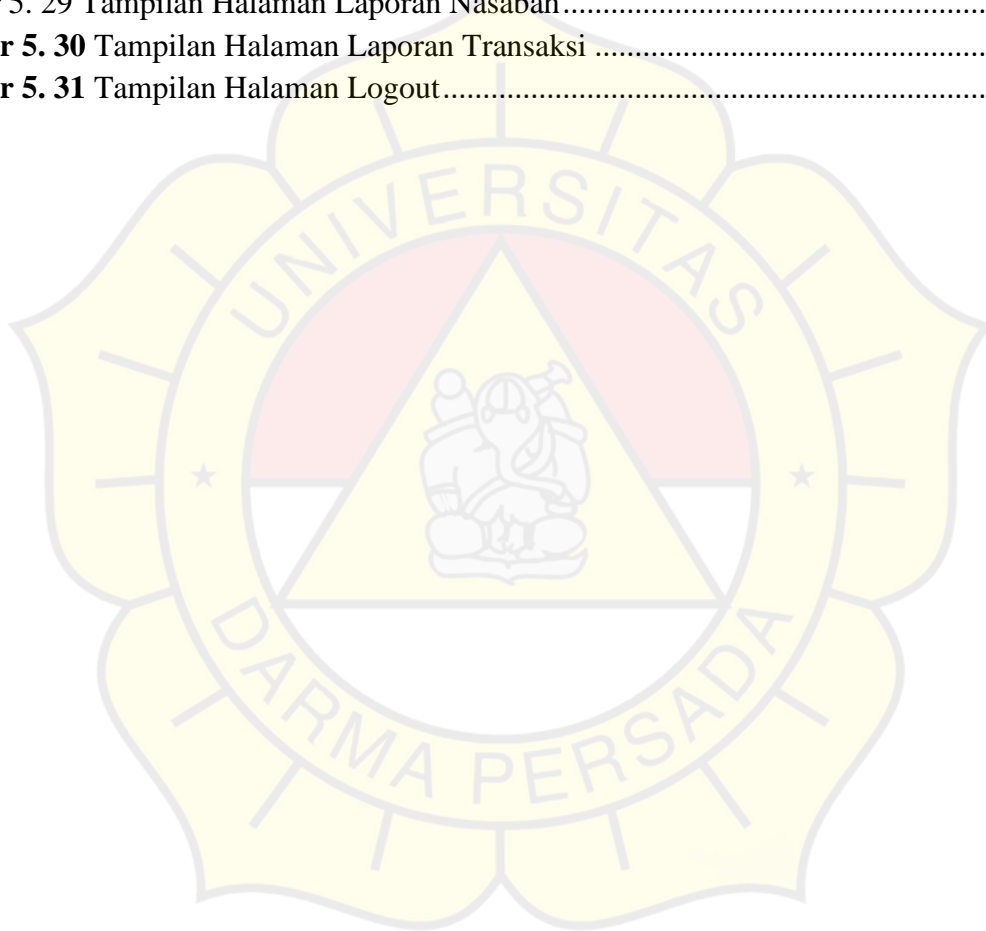 5. 29 Tampilan Halaman Laporan Nasabah..........................................................
r 5. 30 Tampilan Halaman Laporan Transaksi ......................................................
r 5. 31 Tampilan Halaman Logout..........................................................................
UNIVERSITAS
DARMA PERSADA